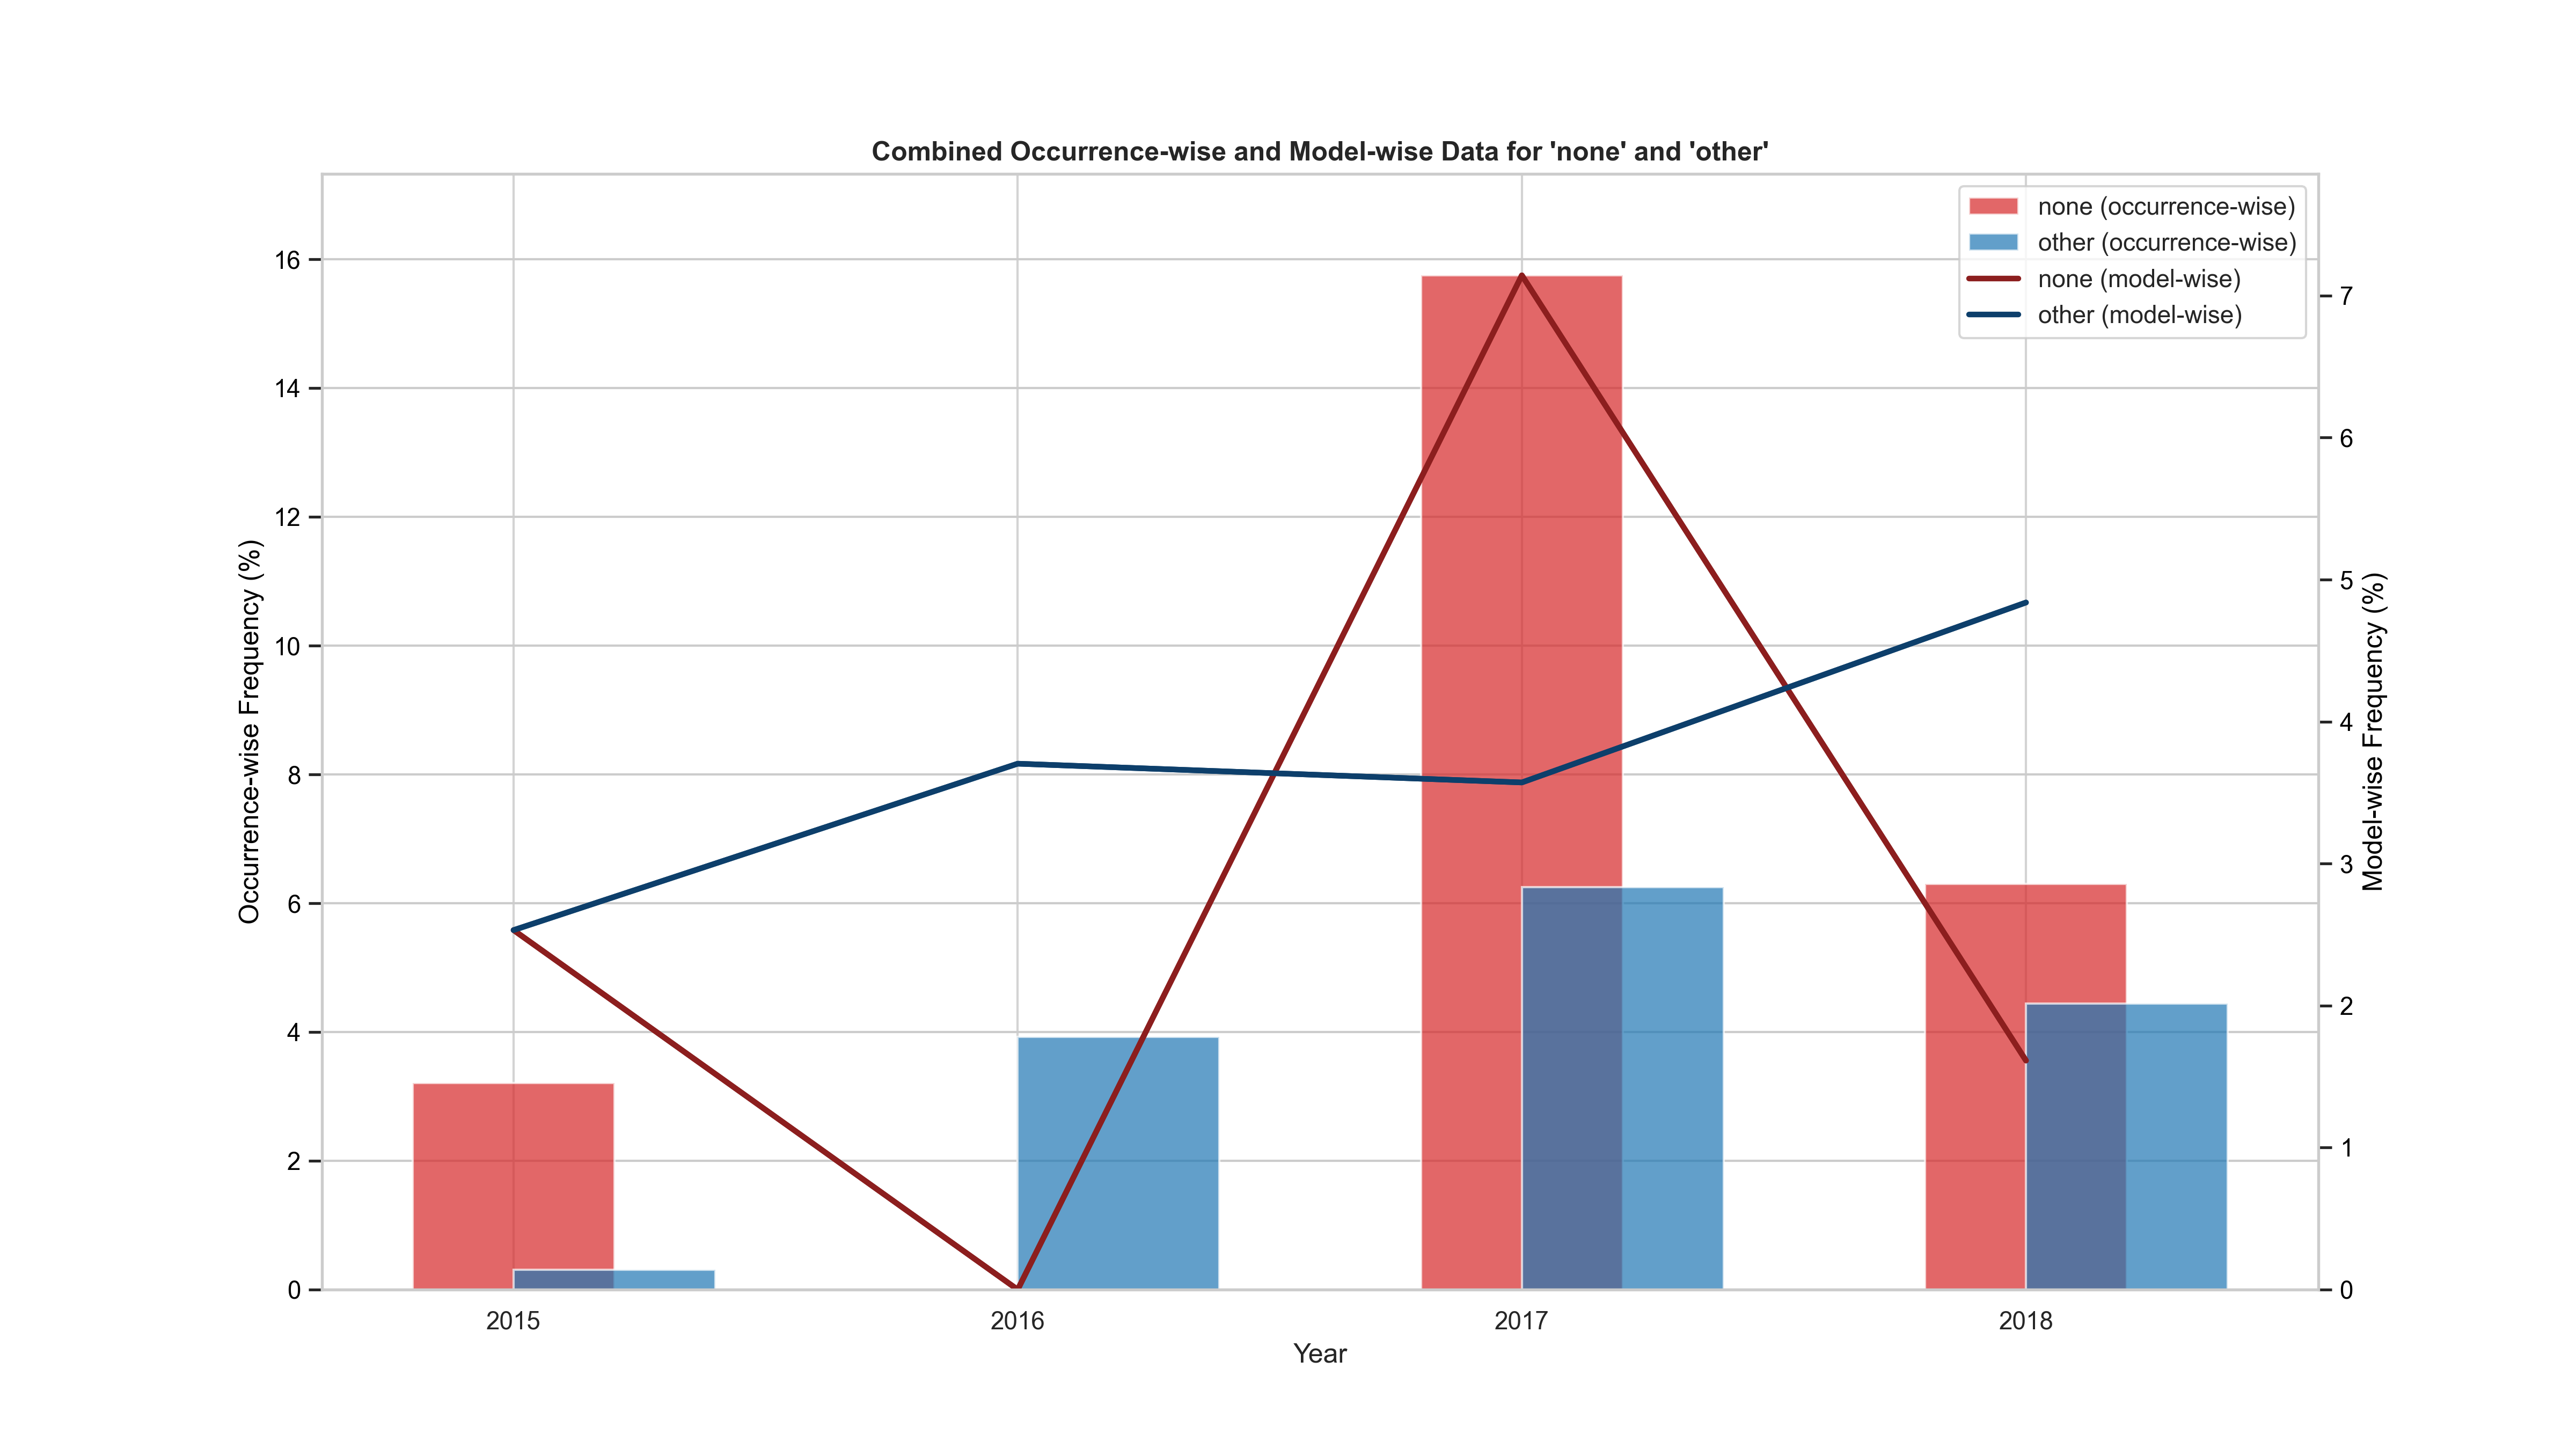 Combined Occurrence-wise and Model-wise Data for 'none' and 'other'
none (occurrence-wise)
other (occurrence-wise)
none (model-wise)
other (model-wise)
Occurrence-wise Frequency (%)
16
14
12
10
8
6
4
2
0
7
6
5
4
3
2
1
0
Model-wise Frequency (%)
2015 2016 2017 2018
Year